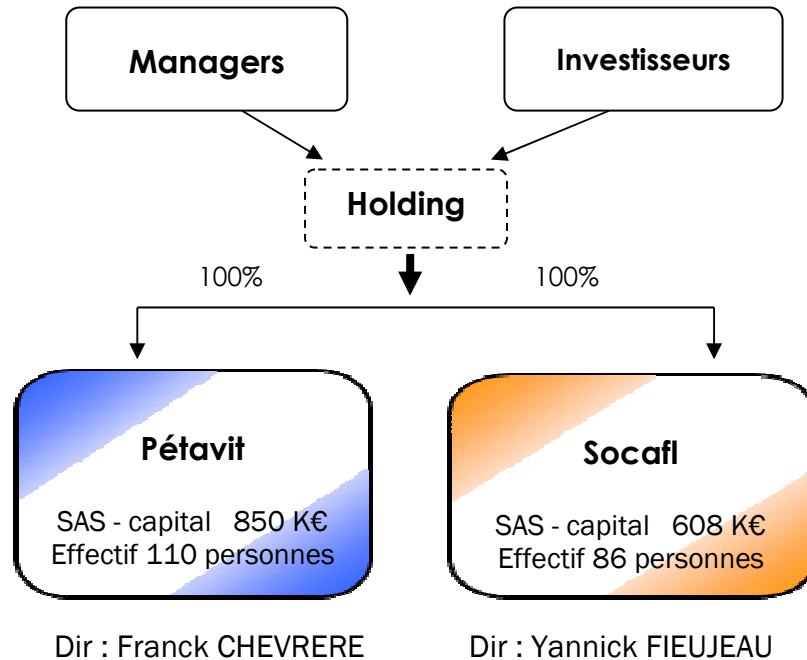 Managers
Investisseurs
Holding
100%
100%
Pétavit
SAS - capital 850 K€
Effectif 110 personnes
Socafl
SAS - capital 608 K€
Effectif 86 personnes
Dir : Franck CHEVRERE
Dir : Yannick FIEUJEAU